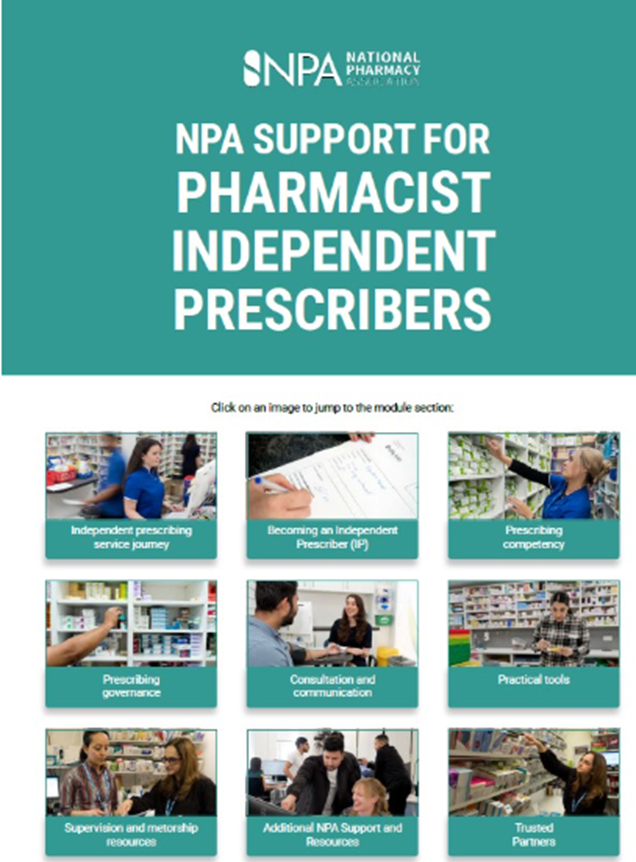 NPA NATIONAL
PHARMACY
ASSOCIATION
NPA SUPPORT FOR
PHARMACIST
INDEPENDENT
PRESCRIBERS
Click on an image to jump to the module section:
Independent prescribing
service journey
Becoming an Independent
Prescriber (IP)
Prescribing
competency
Prescribing
governance
Consultation and
communication
Practical tools
Supervision and metorship
resources
Additional NPA Support and
Resources
Trusted
Partners